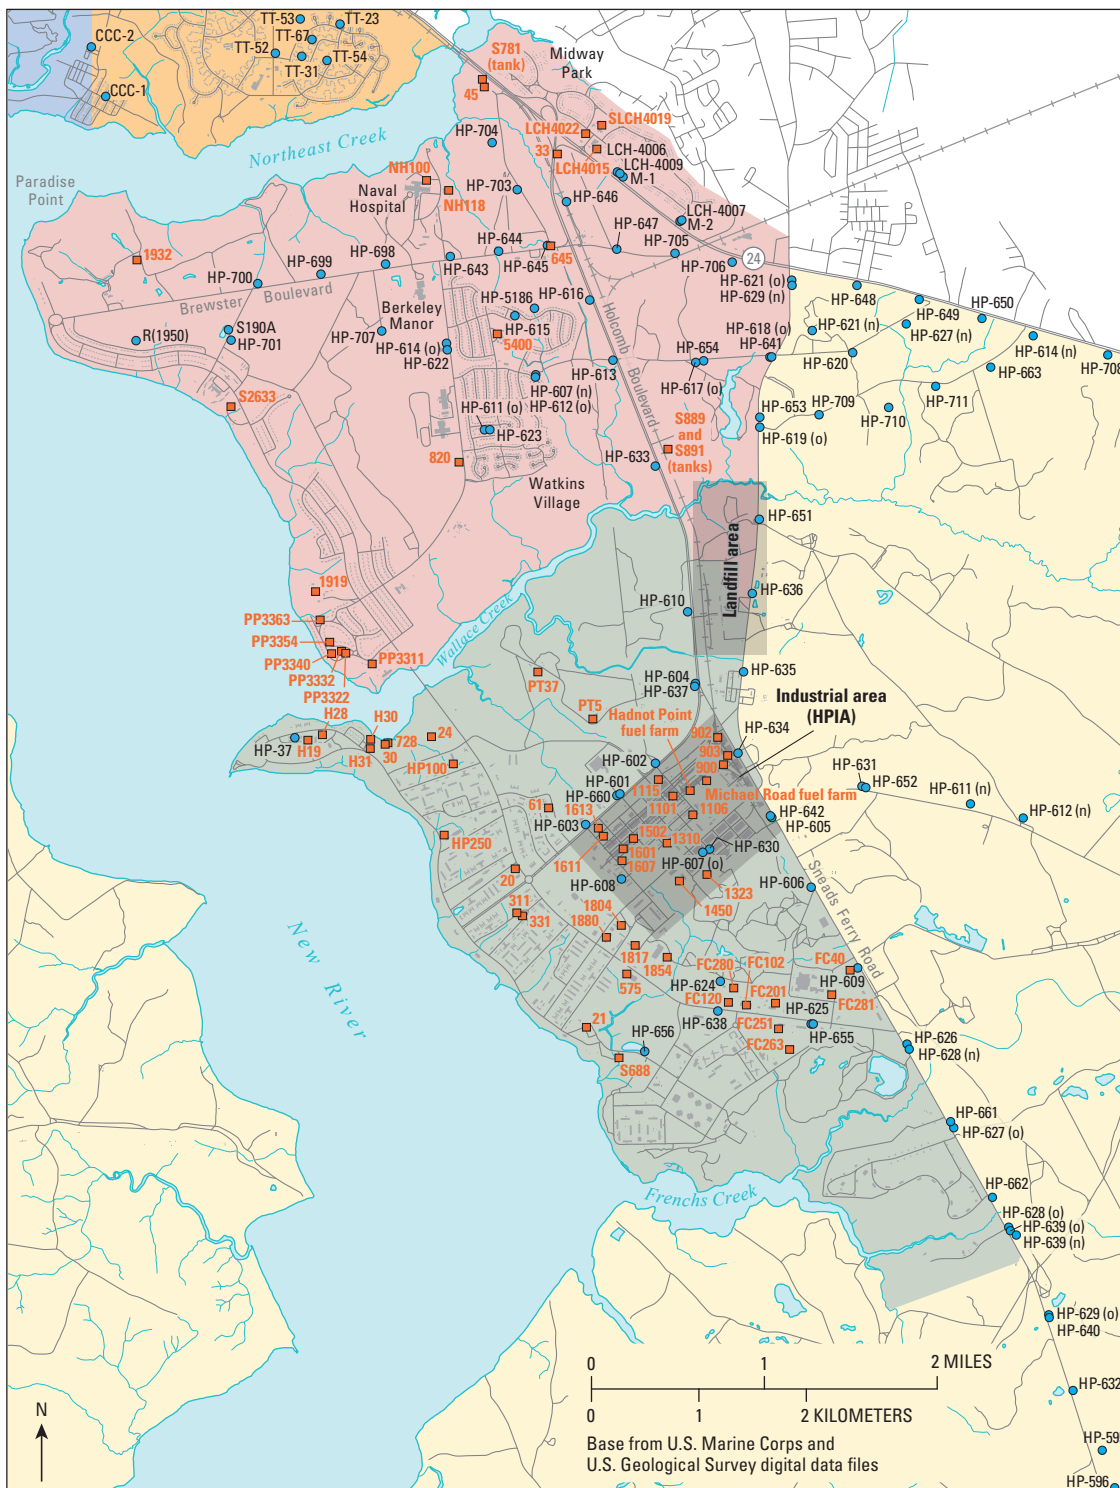 TT-53
TT-23
CCC-2
TT-67
TT-52
TT-54
TT-31
CCC-1
S781
(tank)
Midway
Park
45
SLCH4019
LCH4022
HP-704
Northeast Creek
33
LCH-4006
LCH-4009
LCH4015
M-1
Paradise
Point
NH100
Naval
Hospital
HP-703
NH118
HP-646
LCH-4007
M-2
HP-647
HP-644
HP-705
1932
HP-698
HP-645
645
24
HP-699
HP-643
HP-706
HP-700
HP-621 (o)
HP-629 (n)
Brewster Boulevard
HP-616
HP-648
HP-5186
Berkeley
Manor
HP-650
HP-649
S190A
HP-615
Holcomb Boulevard
HP-618 (o)
HP-621 (n)
HP-627 (n)
R(1950)
HP-701
HP-707
5400
HP-614 (o)
HP-654
HP-641
HP-614 (n)
HP-622
HP-613
HP-620
HP-708
HP-663
HP-607 (n)
HP-617 (o)
HP-612 (o)
HP-711
S2633
HP-611 (o)
HP-653
HP-709
HP-710
S889
and
S891
(tanks)
HP-623
HP-619 (o)
820
HP-633
Watkins
Village
HP-651
Landfill area
1919
HP-636
Wallace Creek
HP-610
PP3363
PP3354
PP3340
PP3332
PP3322
PP3311
PT37
HP-635
HP-604
HP-637
Industrial area
(HPIA)
H28
H30
PT5
Hadnot Point
fuel farm
HP-37
H19
728
24
902
HP-634
H31
30
903
HP100
HP-602
900
HP-631
HP-652
HP-601
1115
Michael Road fuel farm
HP-660
61
1101
1106
HP-611 (n)
1613
HP-642
HP-612 (n)
HP-603
1502
HP-605
HP250
1310
HP-630
1611
1601
1607
HP-607 (o)
20
HP-608
1323
HP-606
Sneads Ferry Road
311
1804
1450
331
1880
New River
1817
1854
FC280
FC102
FC40
575
HP-624
HP-609
FC120
FC201
FC281
HP-625
21
HP-638
FC251
HP-656
HP-655
HP-626
FC263
HP-628 (n)
S688
HP-661
HP-627 (o)
Frenchs Creek
HP-662
HP-628 (o)
HP-639 (o)
HP-639 (n)
HP-629 (o)
HP-640
0 1 2 MILES
HP-632
0 1 2 KILOMETERS
N
Base from U.S. Marine Corps and
U.S. Geological Survey digital data files
HP-596